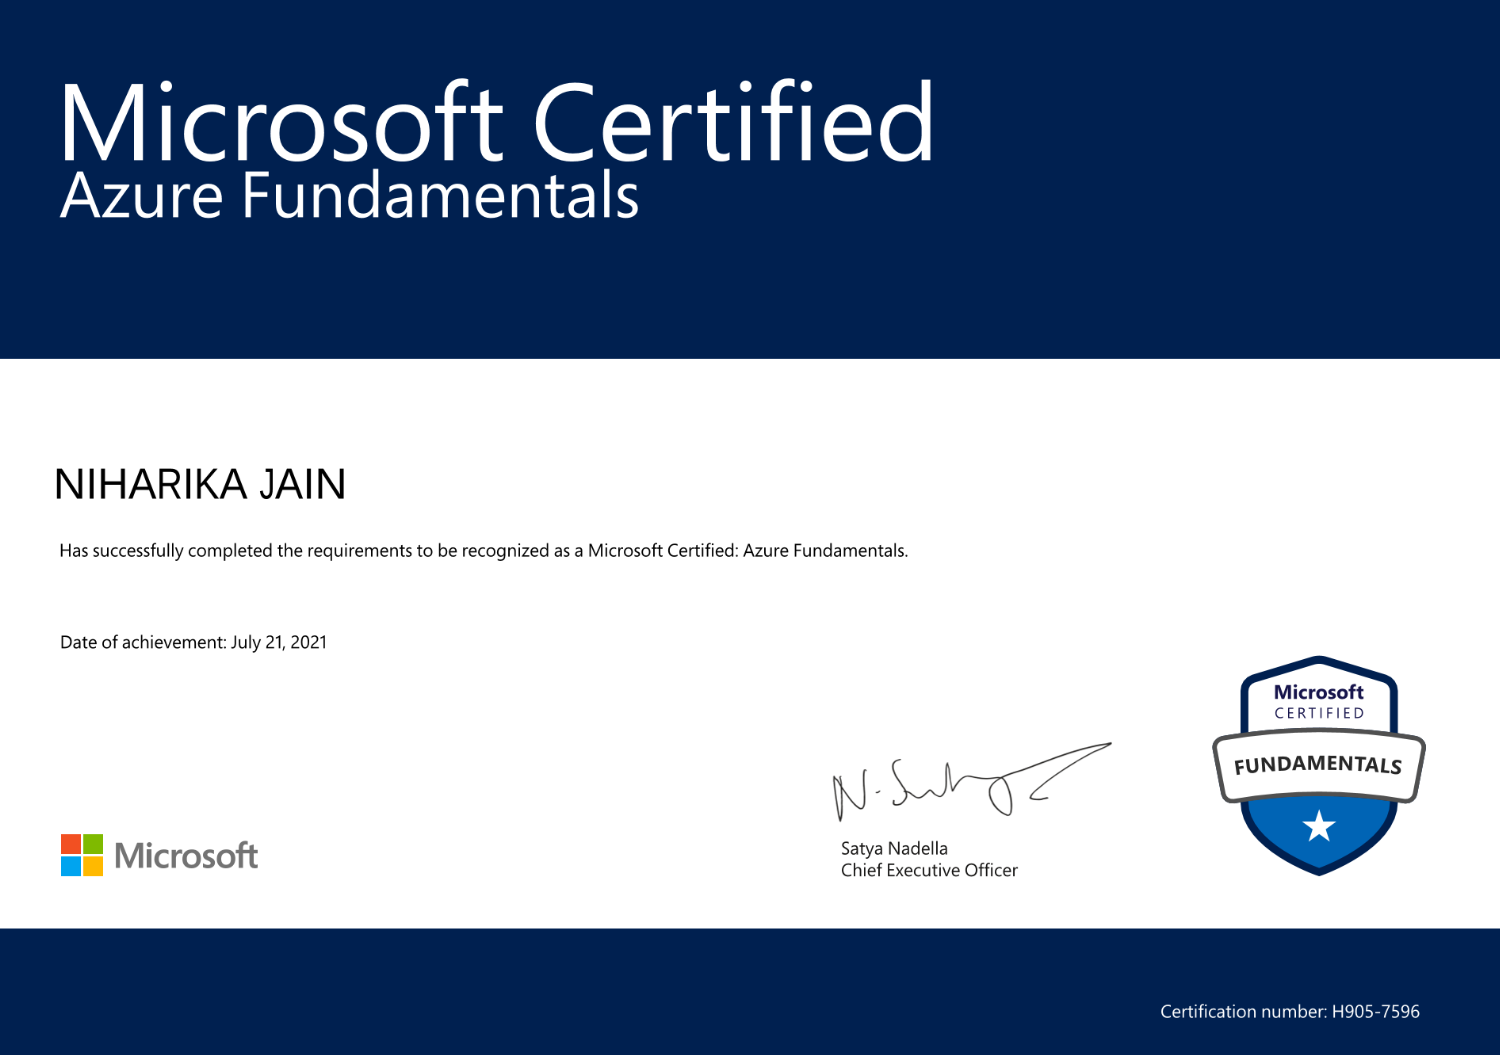 Microsoft Certified
Azure Fundamentals
NIHARIKA JAIN
Has successfully completed the requirements to be recognized as a Microsoft Certified: Azure Fundamentals.
Date of achievement: July 21, 2021
Microsoft
CERTIFIED
FUNDAMENTALS
N. Satya
Satya Nadella
Chief Executive Officer
Microsoft
Certification number: H905-7596